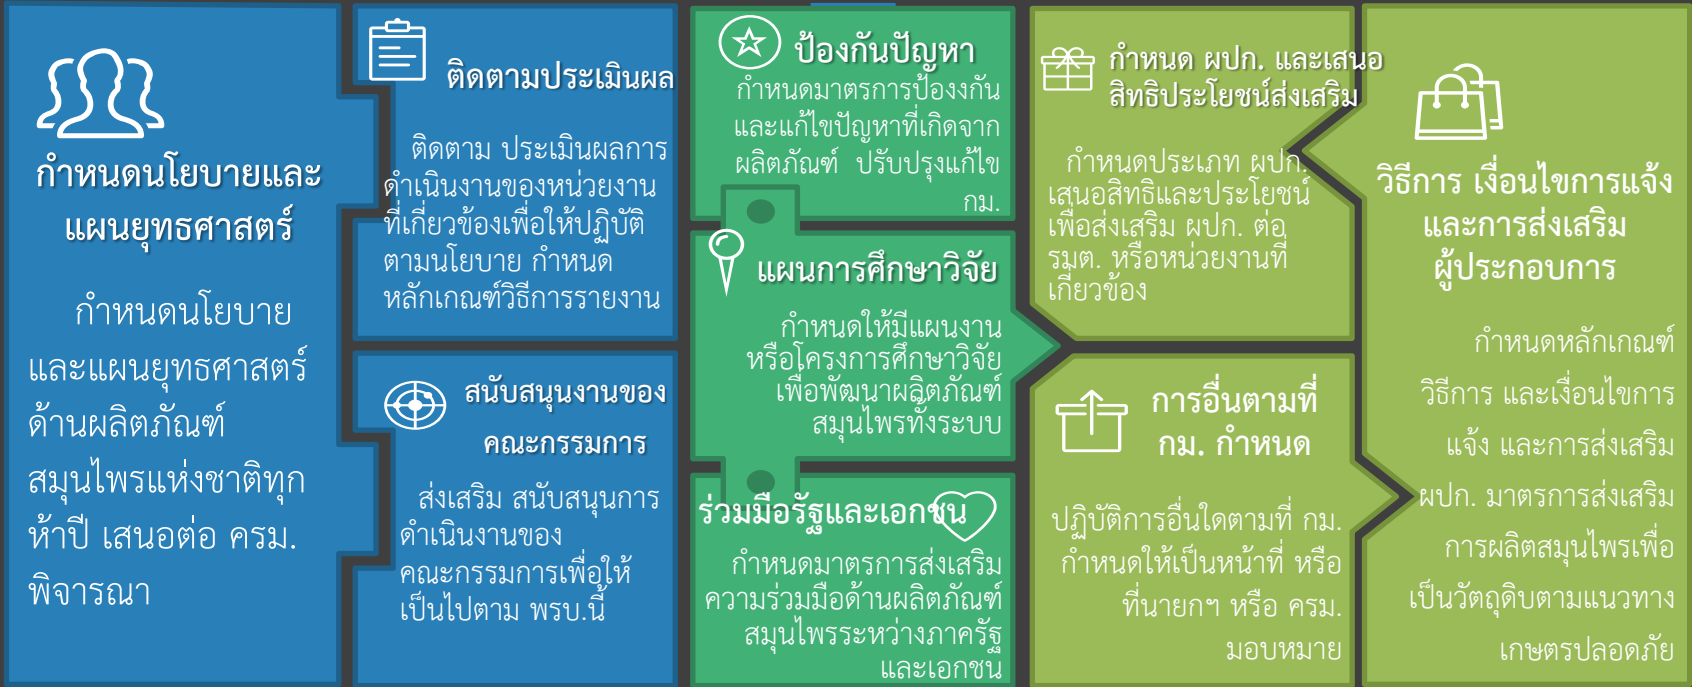 กำหนดนโยบายและ
แผนยุทธศาสตร์
กำหนดนโยบาย
และแผนยุทธศาสตร์
ด้านผลิตภัณฑ์
สมุนไพรแห่งชาติทุก
ห้าปี เสนอต่อ ครม.
พิจารณา
ติดตามประเมินผล
ติดตาม ประเมินผลการ
ดำเนินงานของหน่วยงาน
ที่เกี่ยวข้องเพื่อให้ปฏิบัติ
ตามนโยบาย กำหนด
หลักเกณฑ์วิธีการรายงาน
สนับสนุนงานของ
คณะกรรมการ
ส่งเสริม สนับสนุนการ
ดำเนินงานของ
คณะกรรมการเพื่อให้
เป็นไปตาม พรบ.นี้
ป้องกันปัญหา
กำหนดมาตรการป้องงกัน
และแก้ไขปัญหาที่เกิดจาก
ผลิตภัณฑ์ ปรับปรุงแก้ไข
กม.
แผนการศึกษาวิจัย
กำหนดให้มีแผนงาน
หรือโครงการศึกษาวิจัย
เพื่อพัฒนาผลิตภัณฑ์
สมุนไพรทั้งระบบ
ร่วมมือรัฐและเอกชน
กำหนดมาตรการส่งเสริม
ความร่วมมือด้านผลิตภัณฑ์
สมุนไพรระหว่างภาครัฐ
และเอกชน
กำหนด ผปก. และเสนอ
สิทธิประโยชน์ส่งเสริม
กำหนดประเภท ผปก.
เสนอสิทธิและประโยชน์
เพื่อส่งเสริม ผปก. ต่อ
รมต. หรือหน่วยงานที่
เกี่ยวข้อง
การอื่นตามที่
กม. กำหนด
ปฏิบัติการอื่นใดตามที่ กม.
กำหนดให้เป็นหน้าที่ หรือ
ที่นายกฯ หรือ ครม.
มอบหมาย
วิธีการ เงื่อนไขการแจ้ง
และการส่งเสริม
ผู้ประกอบการ
กำหนดหลักเกณฑ์
วิธีการ และเงื่อนไขการ
แจ้ง และการส่งเสริม
ผปก. มาตรการส่งเสริม
การผลิตสมุนไพรเพื่อ
เป็นวัตถุดิบตามแนวทาง
เกษตรปลอดภัย